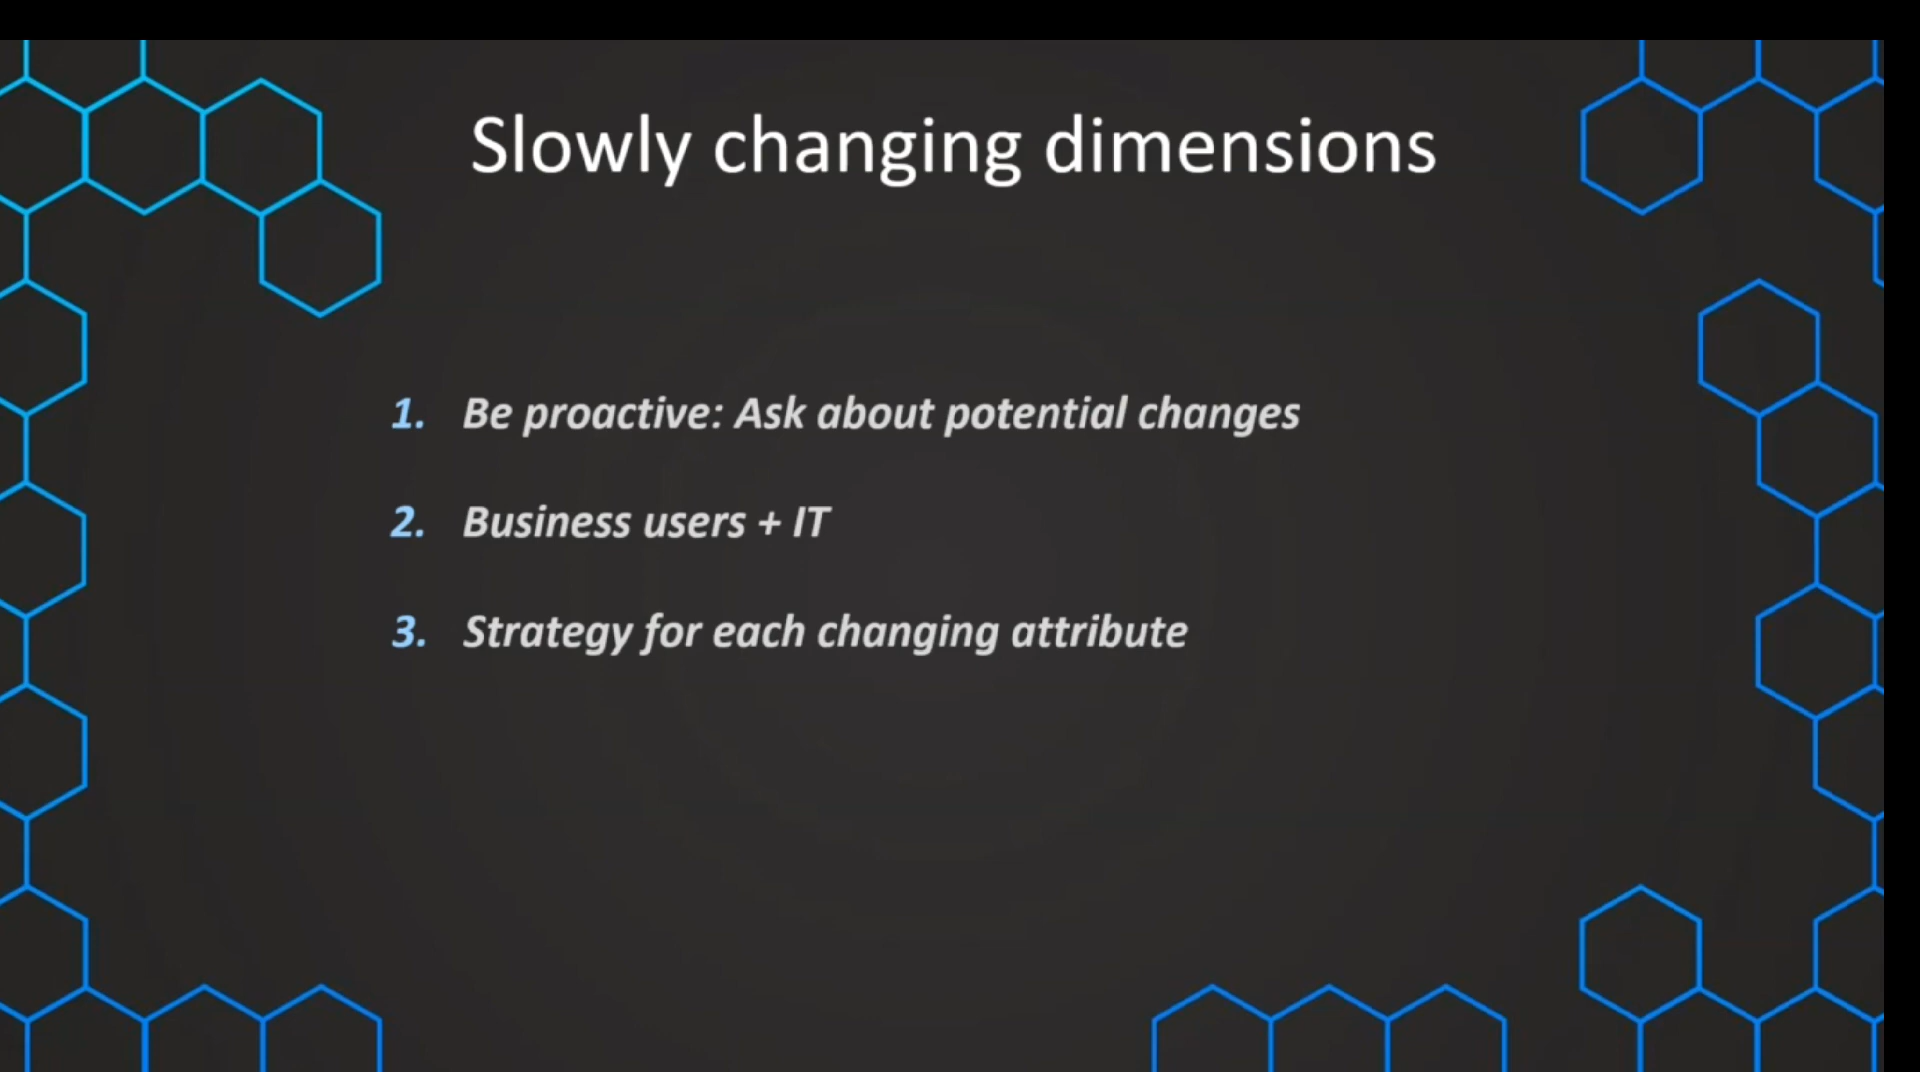 Slowly changing dimensions
1. Be proactive: Ask about potential changes
2. Business users + IT
3. Strategy for each changing attribute